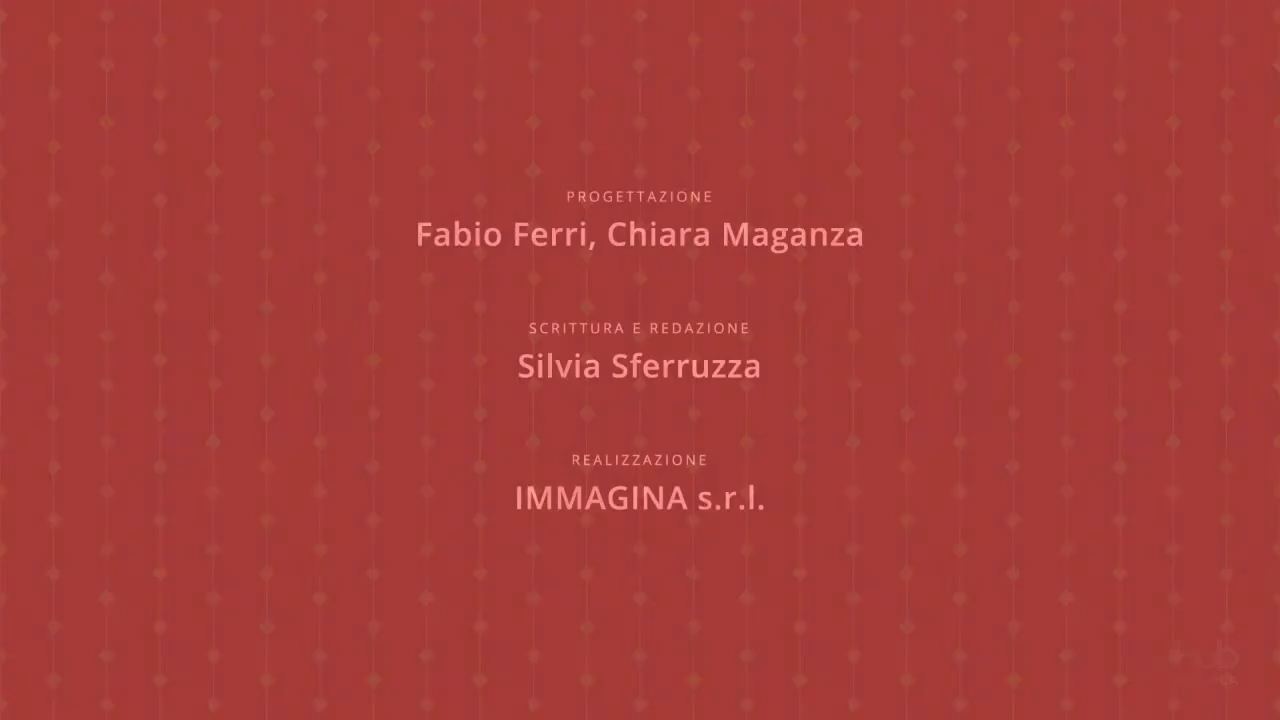 PROGETTAZIONE
Fabio Ferri, Chiara Maganza
SCRITTURA E REDAZIONE
Silvia Sferruzza
REALIZZAZIONE
IMMAGINA s.r.l.